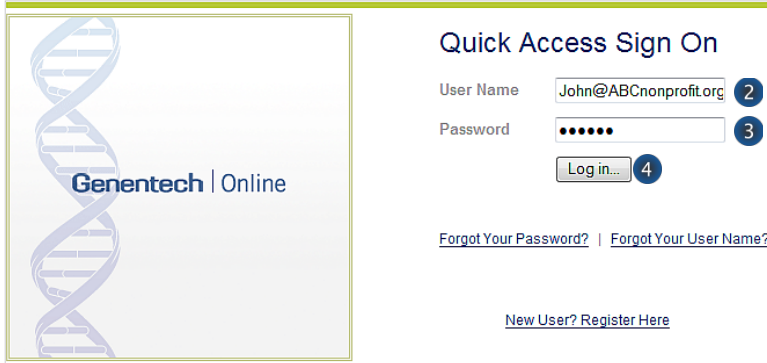 Quick Access Sign On
User Name John@ABCnonprofit.org 2
Password •••••• 3
Log in... 4
Genentech | Online
Forgot Your Password? | Forgot Your User Name?
New User? Register Here